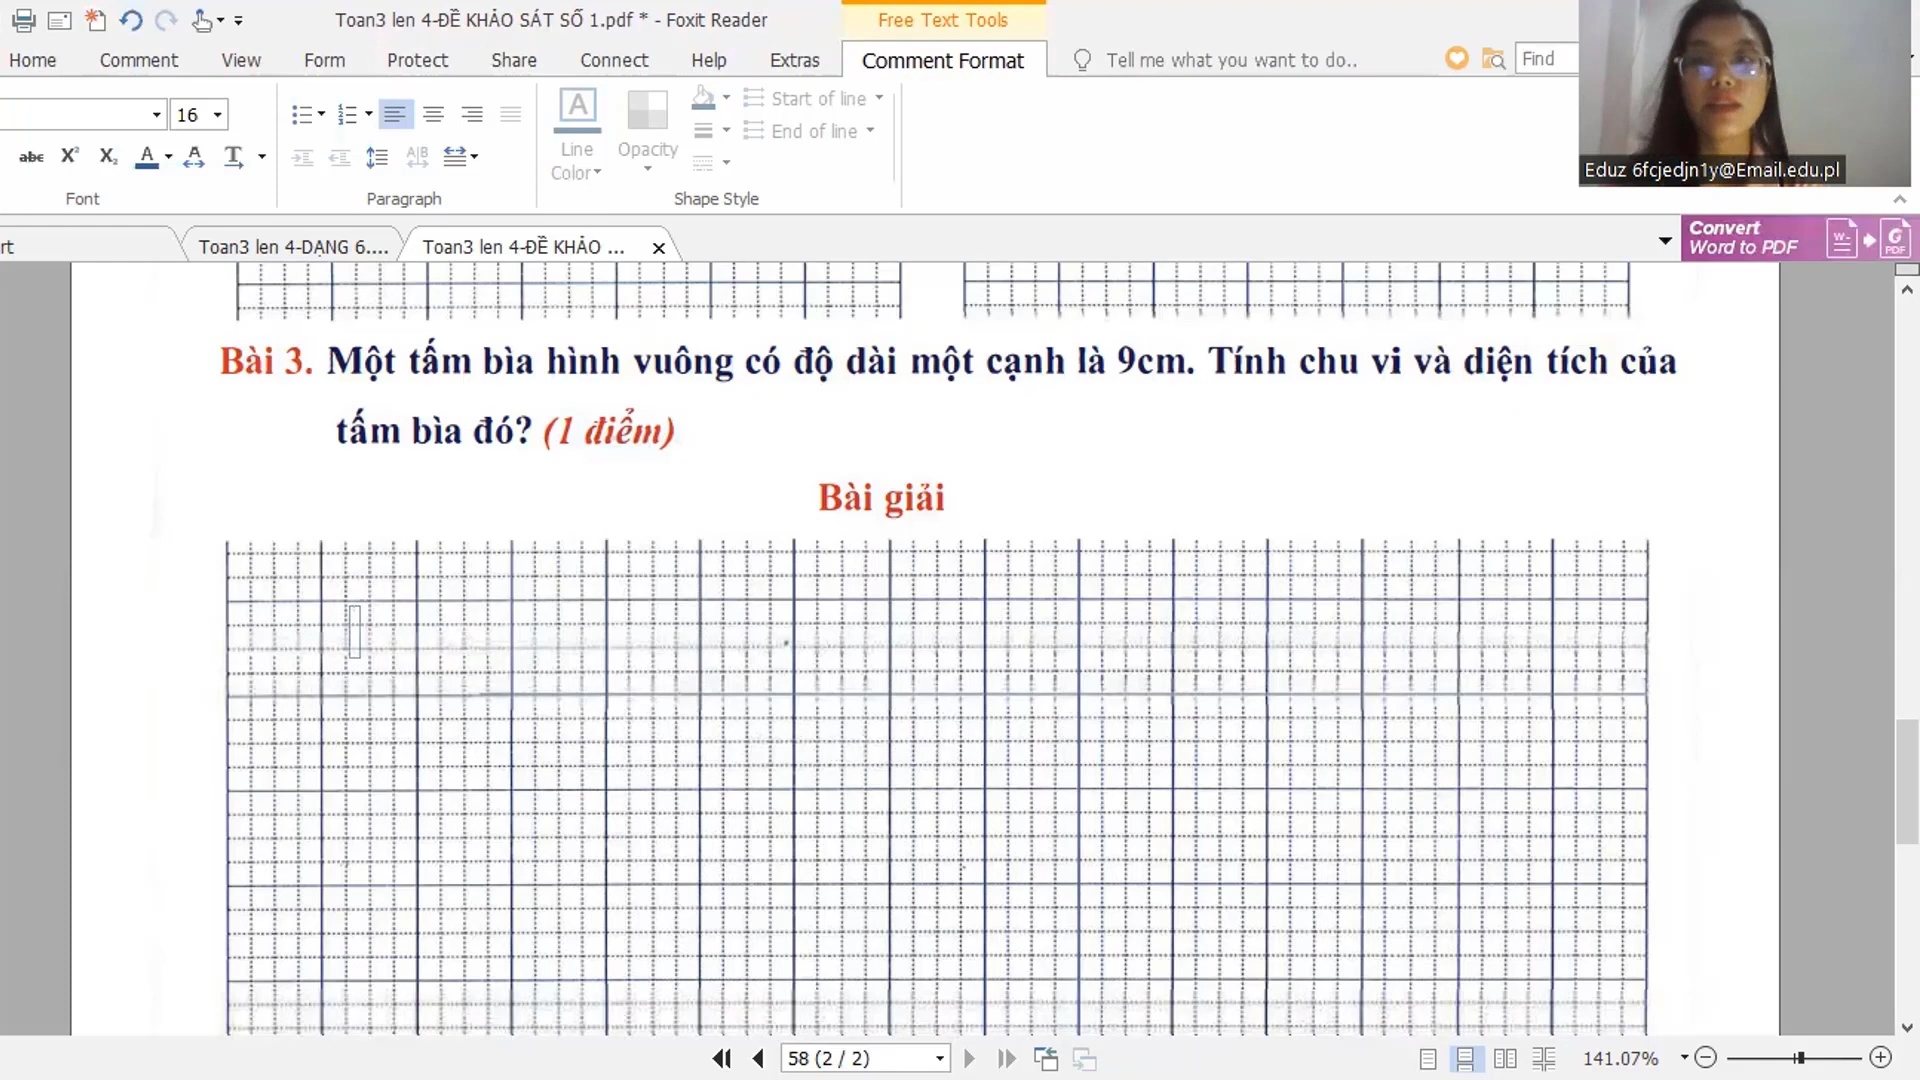 Toan3 len 4-ĐỀ KHẢO SÁT SỐ 1.pdf * - Foxit Reader
Free Text Tools
Home Comment View Form Protect Share Connect Help Extras Comment Format Tell me what you want to do.. Find
16
Start of line
End of line
abc X² X₂ A A T
A|B
A
Line Color
Opacity
Font Paragraph Shape Style
Eduz 6fcjedjn1y@Email.edu.pl
rt Toan3 len 4-DẠNG 6.... Toan3 len 4-ĐỀ KHẢO ...
Convert
Word to PDF
Bài 3. Một tấm bìa hình vuông có độ dài một cạnh là 9cm. Tính chu vi và diện tích của
tấm bìa đó? (1 điểm)
Bài giải
58 (2 / 2) 141.07%